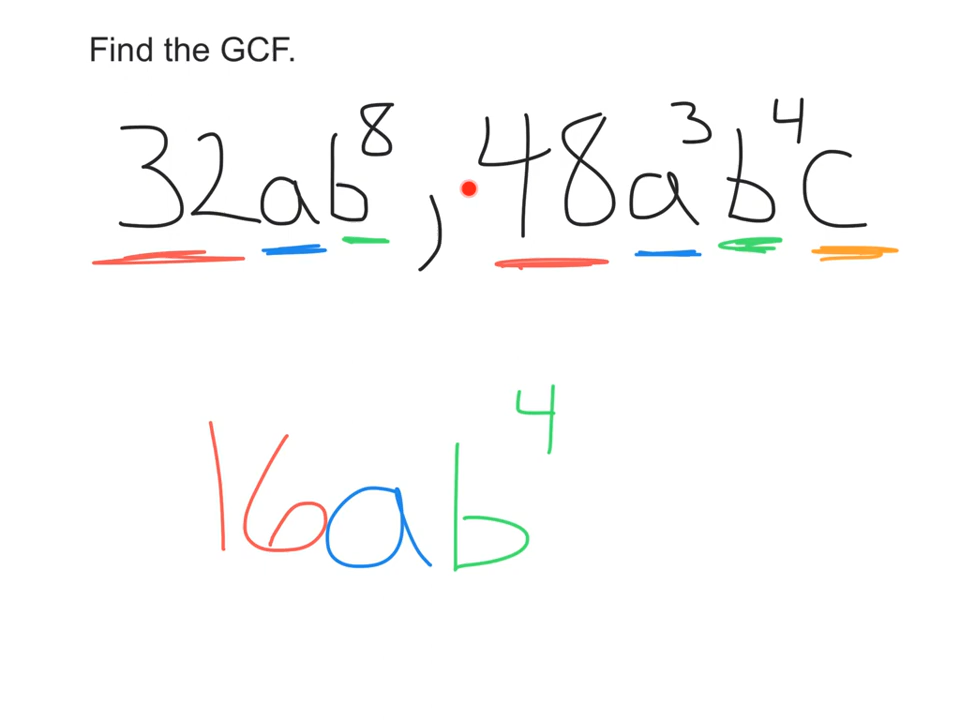 Find the GCF.
32ab⁸, 48a³b⁴c
16ab⁴